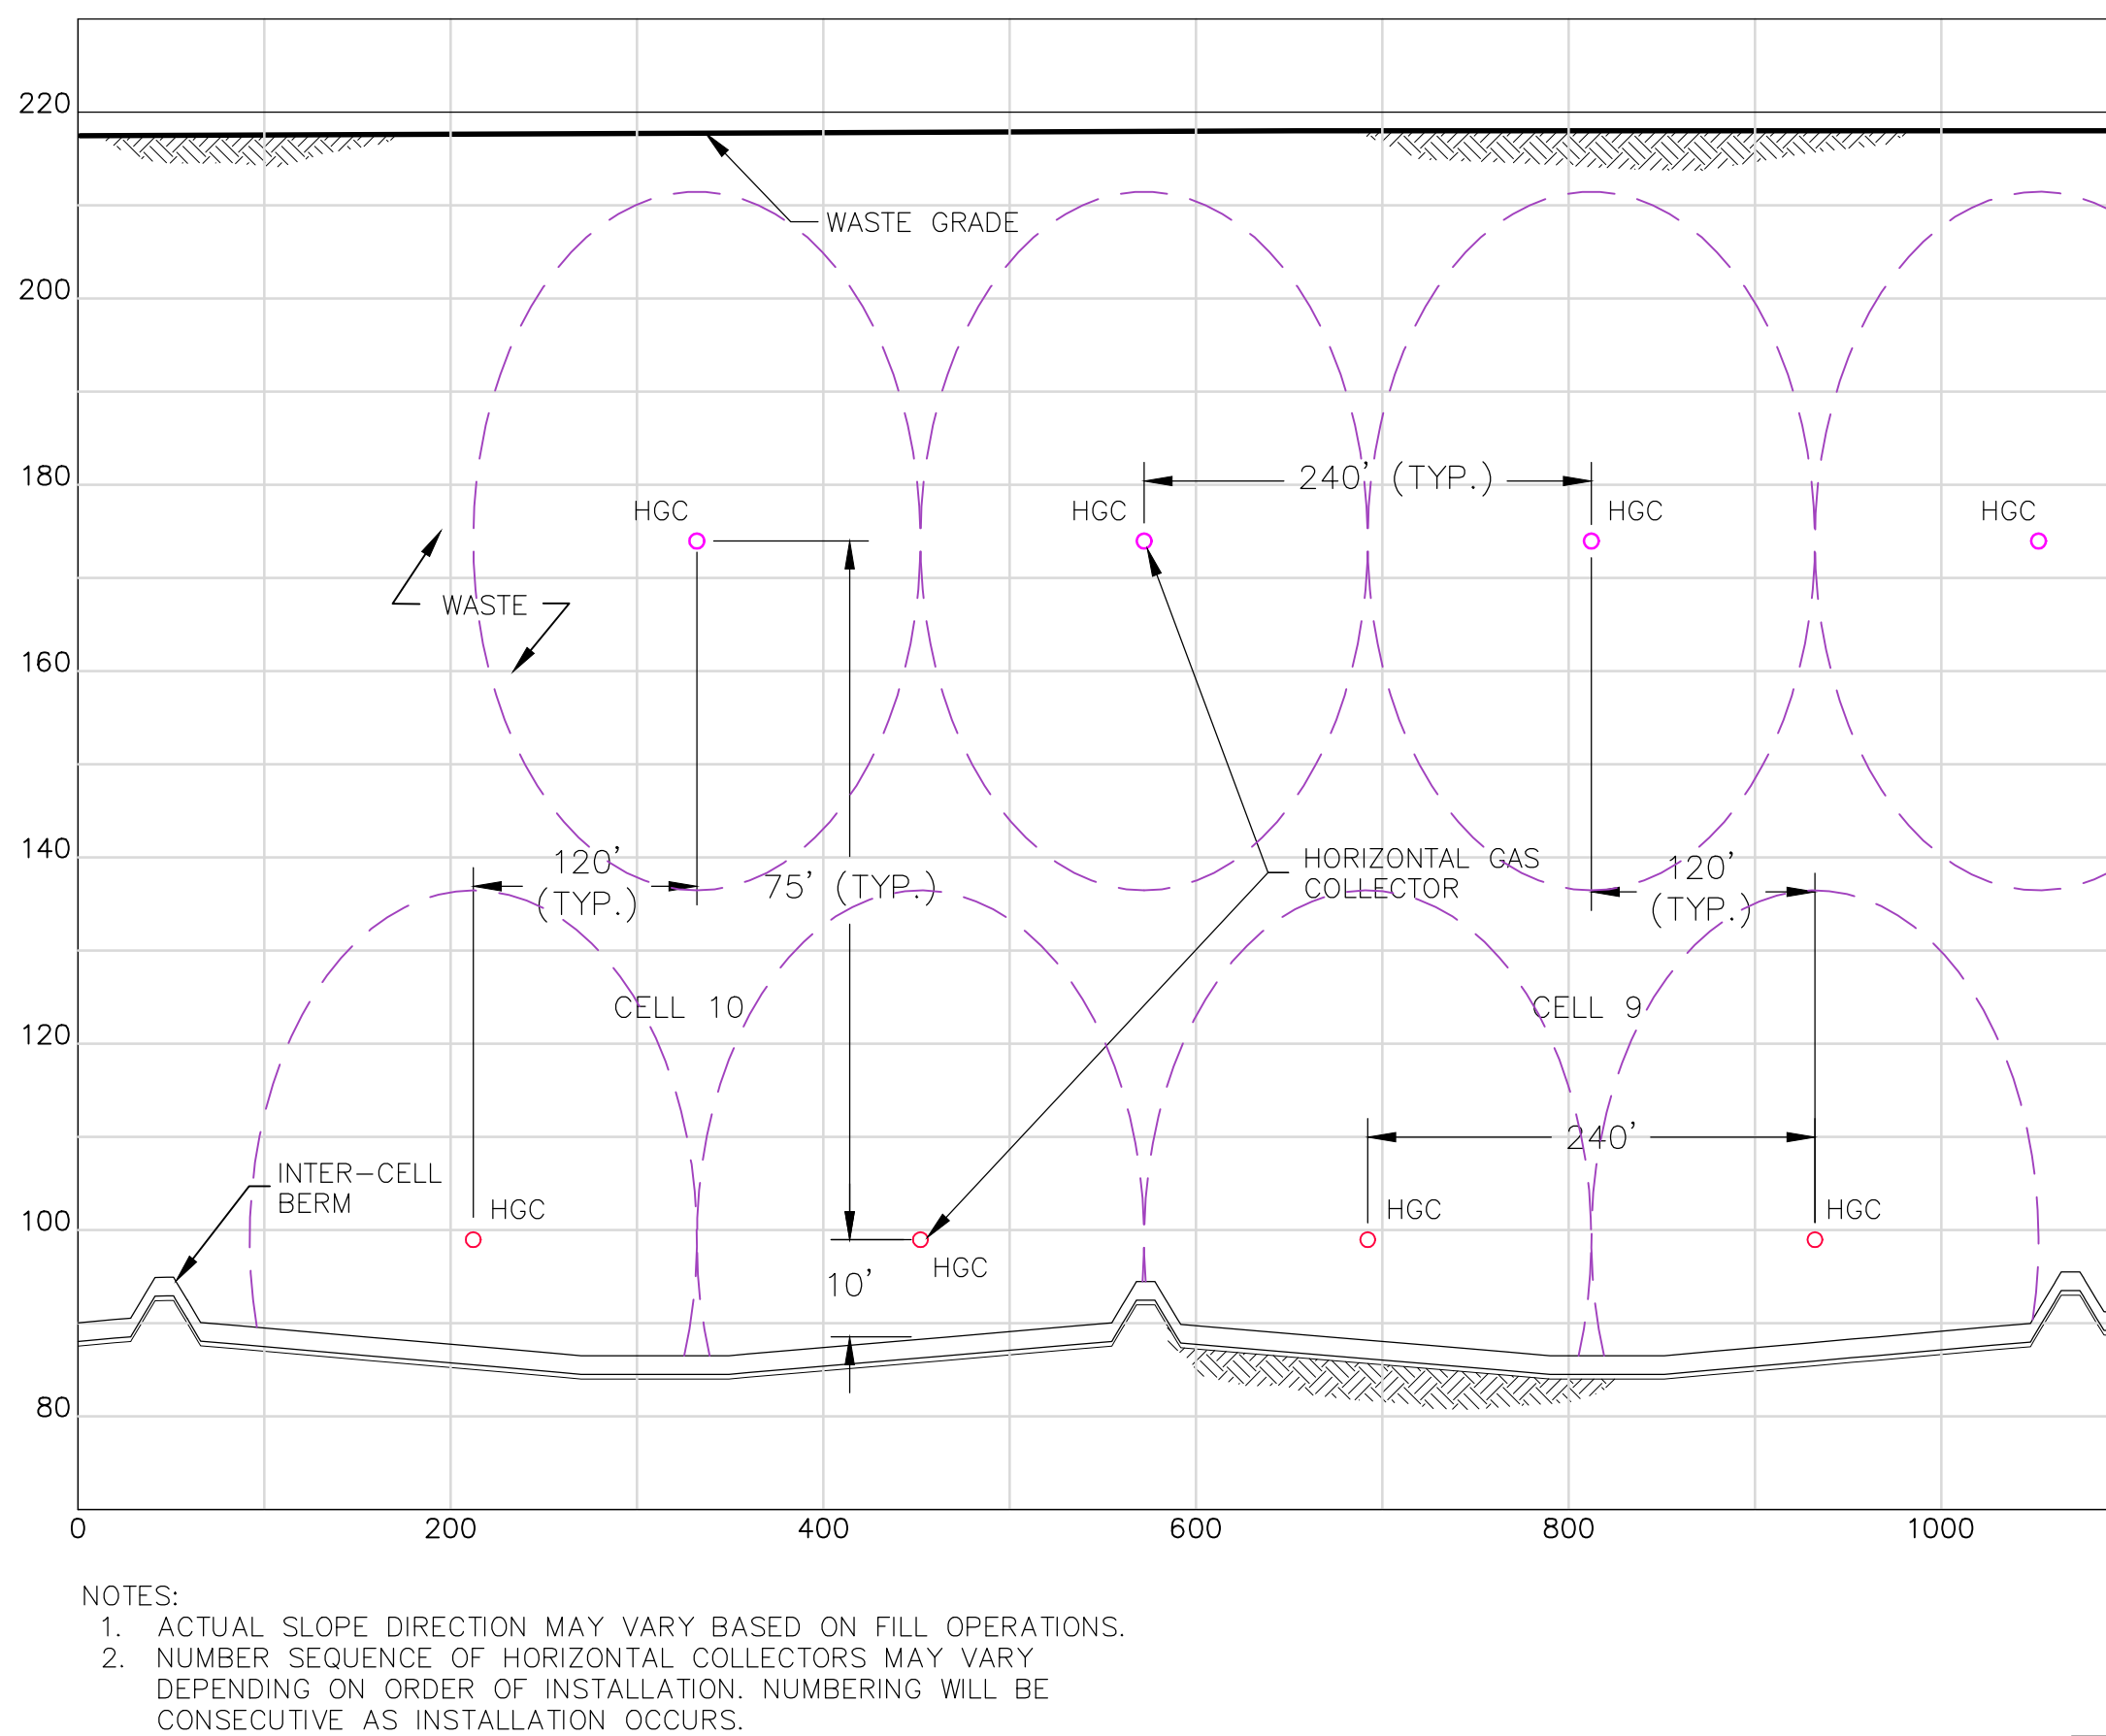 220
WASTE GRADE
200
180
240' (TYP.)
HGC
HGC
HGC
HGC
WASTE
160
140
120'
(TYP.)
75' (TYP.)
HORIZONTAL GAS
COLLECTOR
120'
(TYP.)
CELL 10
CELL 9
120
240'
INTER-CELL
BERM
HGC
HGC
HGC
HGC
100
10'
80
0
200
400
600
800
1000
NOTES:
1. ACTUAL SLOPE DIRECTION MAY VARY BASED ON FILL OPERATIONS.
2. NUMBER SEQUENCE OF HORIZONTAL COLLECTORS MAY VARY
DEPENDING ON ORDER OF INSTALLATION. NUMBERING WILL BE
CONSECUTIVE AS INSTALLATION OCCURS.